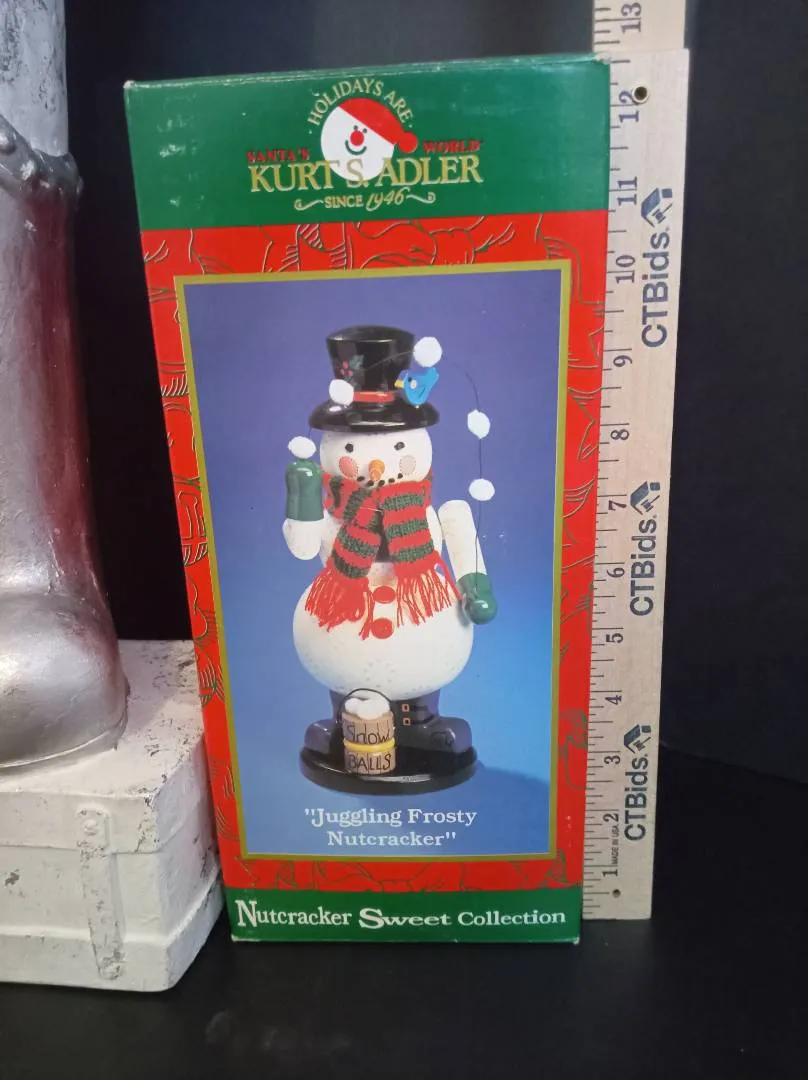 HOLIDAYS ARE
SANTA'S WORLD
KURT S. ADLER
SINCE 1946
Snow
BALLS
"Juggling Frosty
Nutcracker"
Nutcracker Sweet Collection
13
12
11
10
9
8
7
6
5
4
3
2
1
MADE IN USA
CTBids.
CTBids.
CTBids.